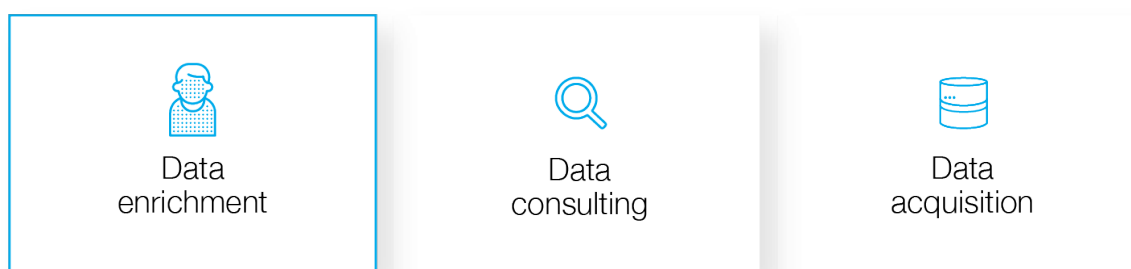 Data
enrichment
Data
consulting
Data
acquisition